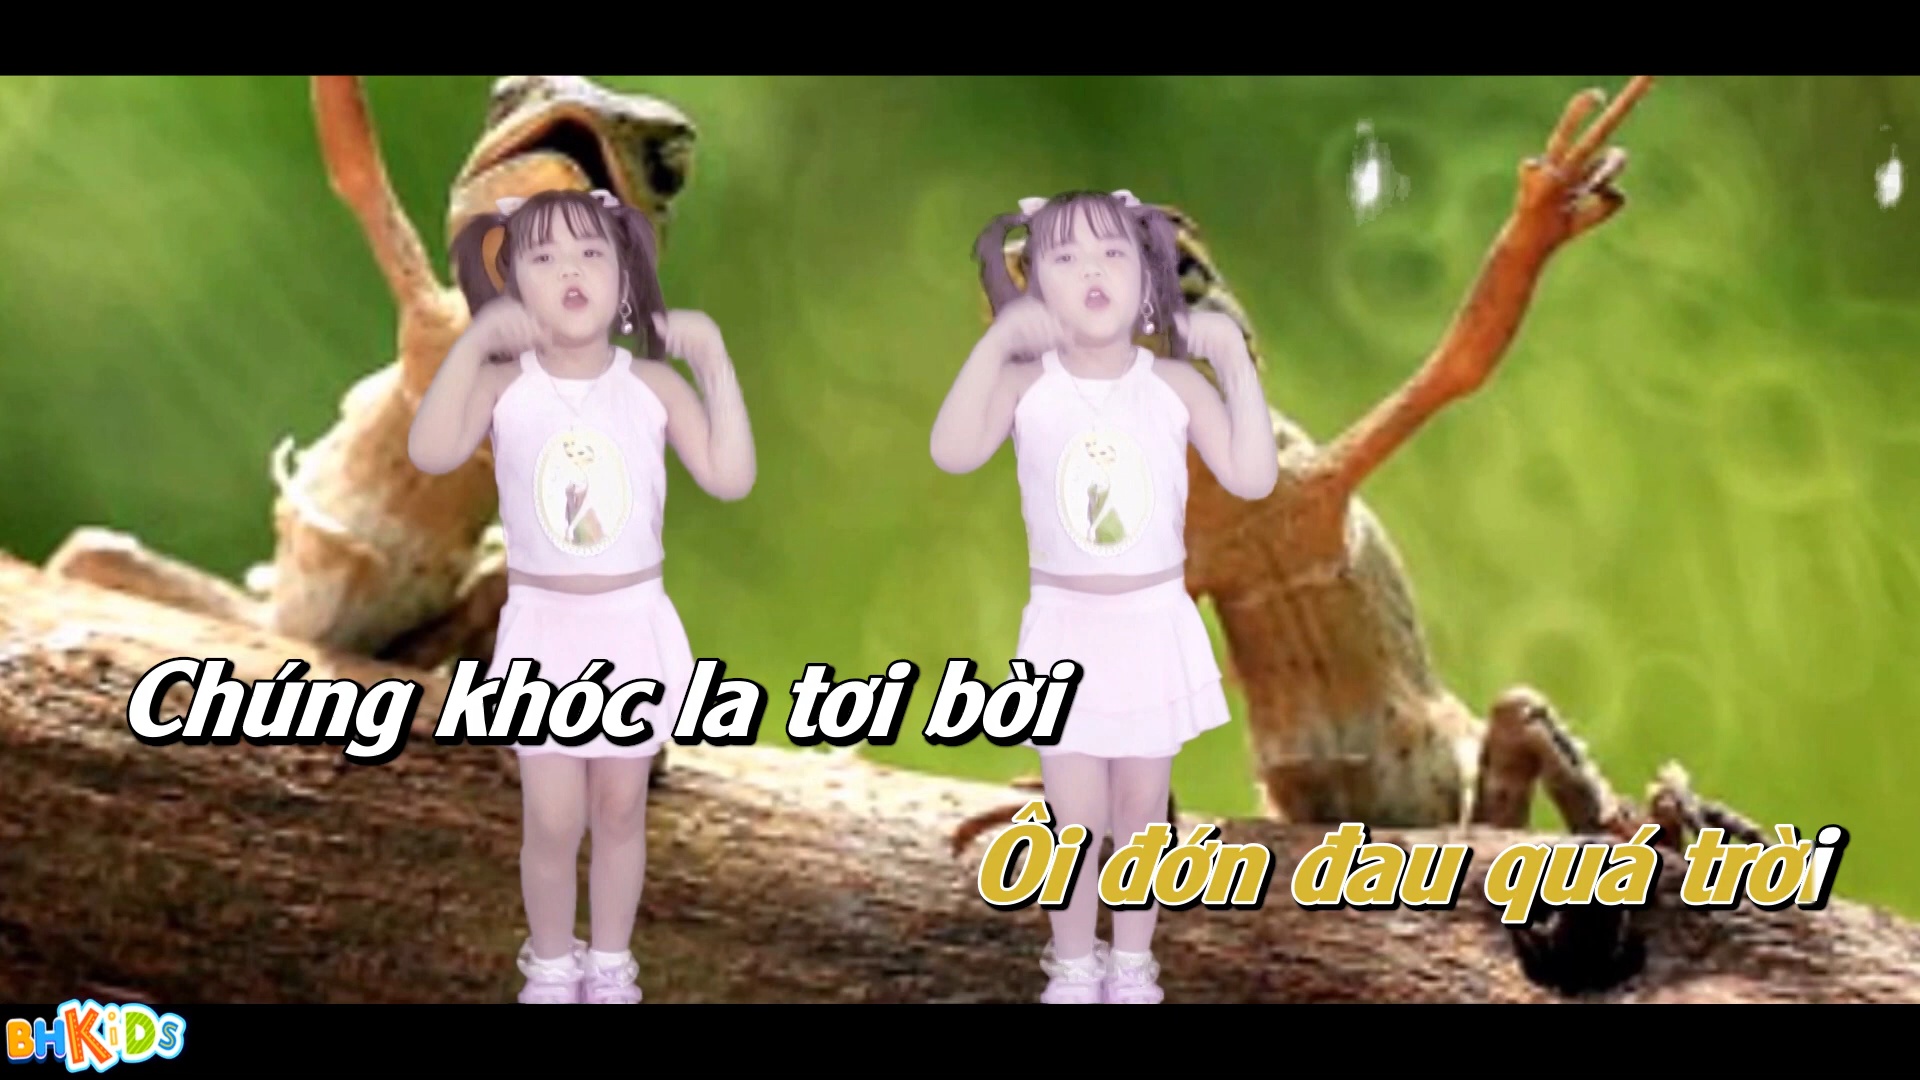 Chúng khóc la tơi bời
Ôi đớn đau quá trời
BHKiDS